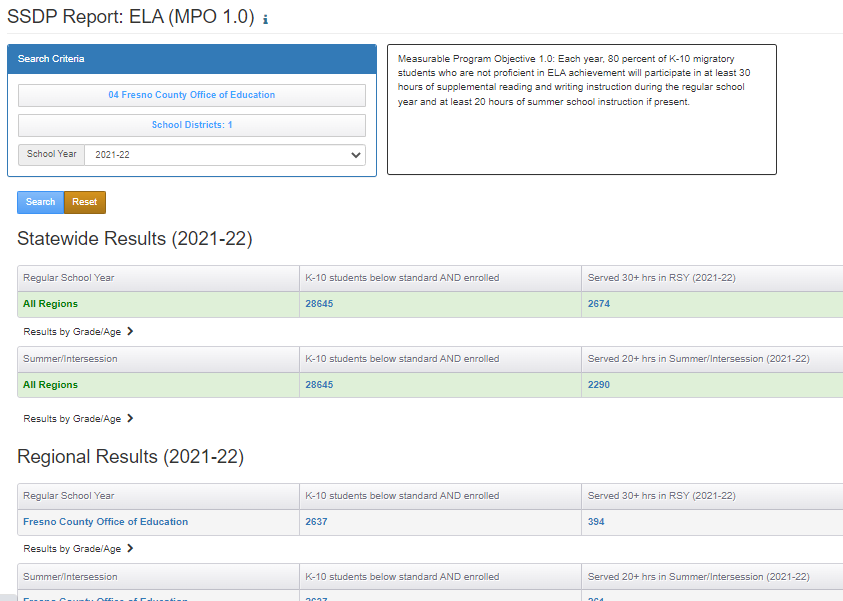 SSDP Report: ELA (MPO 1.0) i
Search Criteria
04 Fresno County Office of Education
School Districts: 1
School Year 2021-22
Measurable Program Objective 1.0: Each year, 80 percent of K-10 migratory
students who are not proficient in ELA achievement will participate in at least 30
hours of supplemental reading and writing instruction during the regular school
year and at least 20 hours of summer school instruction if present.
Search Reset
Statewide Results (2021-22)
Regular School Year K-10 students below standard AND enrolled Served 30+ hrs in RSY (2021-22)
All Regions 28645 2674
Results by Grade/Age
Summer/Intersession K-10 students below standard AND enrolled Served 20+ hrs in Summer/Intersession (2021-22)
All Regions 28645 2290
Results by Grade/Age
Regional Results (2021-22)
Regular School Year K-10 students below standard AND enrolled Served 30+ hrs in RSY (2021-22)
Fresno County Office of Education 2637 394
Results by Grade/Age
Summer/Intersession K-10 students below standard AND enrolled Served 20+ hrs in Summer/Intersession (2021-22)
Fresno County Office of Education 2637